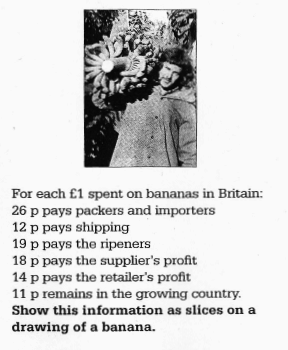 For each £1 spent on bananas in Britain:
26 p pays packers and importers
12 p pays shipping
19 p pays the ripeners
18 p pays the supplier's profit
14 p pays the retailer's profit
11 p remains in the growing country.
Show this information as slices on a
drawing of a banana.